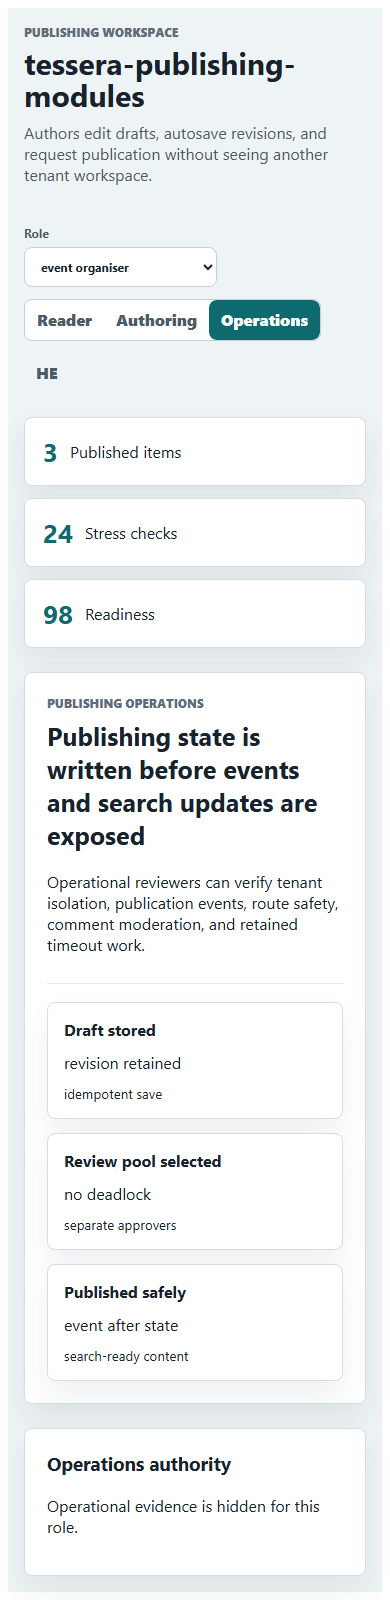 PUBLISHING WORKSPACE
tessera-publishing-
modules
Authors edit drafts, autosave revisions, and
request publication without seeing another
tenant workspace.
Role
event organiser
Reader Authoring Operations
HE
3 Published items
24 Stress checks
98 Readiness
PUBLISHING OPERATIONS
Publishing state is
written before events
and search updates are
exposed
Operational reviewers can verify tenant
isolation, publication events, route safety,
comment moderation, and retained
timeout work.
Draft stored
revision retained
idempotent save
Review pool selected
no deadlock
separate approvers
Published safely
event after state
search-ready content
Operations authority
Operational evidence is hidden for this
role.